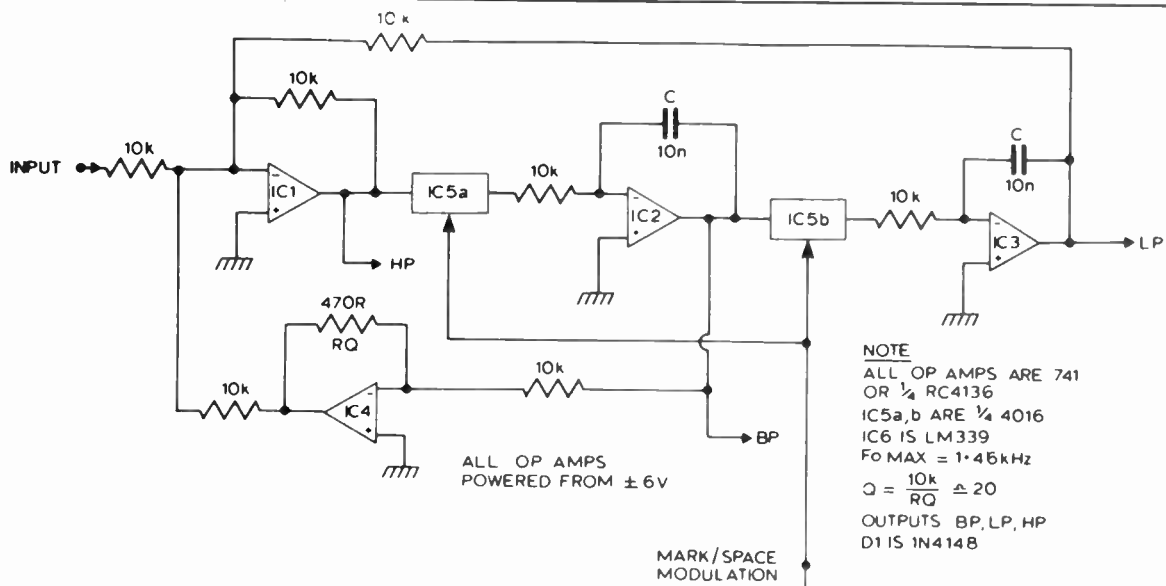 10k
10k
C
10n
C
10n
INPUT
10k
IC1
IC5a
10k
IC2
IC5b
10k
IC3
LP
HP
470R
RQ
10k
10k
IC4
BP
ALL OP AMPS
POWERED FROM ±6V
NOTE
ALL OP AMPS ARE 741
OR ¼ RC4136
IC5a,b ARE ¼ 4016
IC6 IS LM339
Fo MAX = 1·45kHz
Q = 10k/RQ ≏ 20
OUTPUTS BP, LP, HP
D1 IS 1N4148
MARK/SPACE
MODULATION